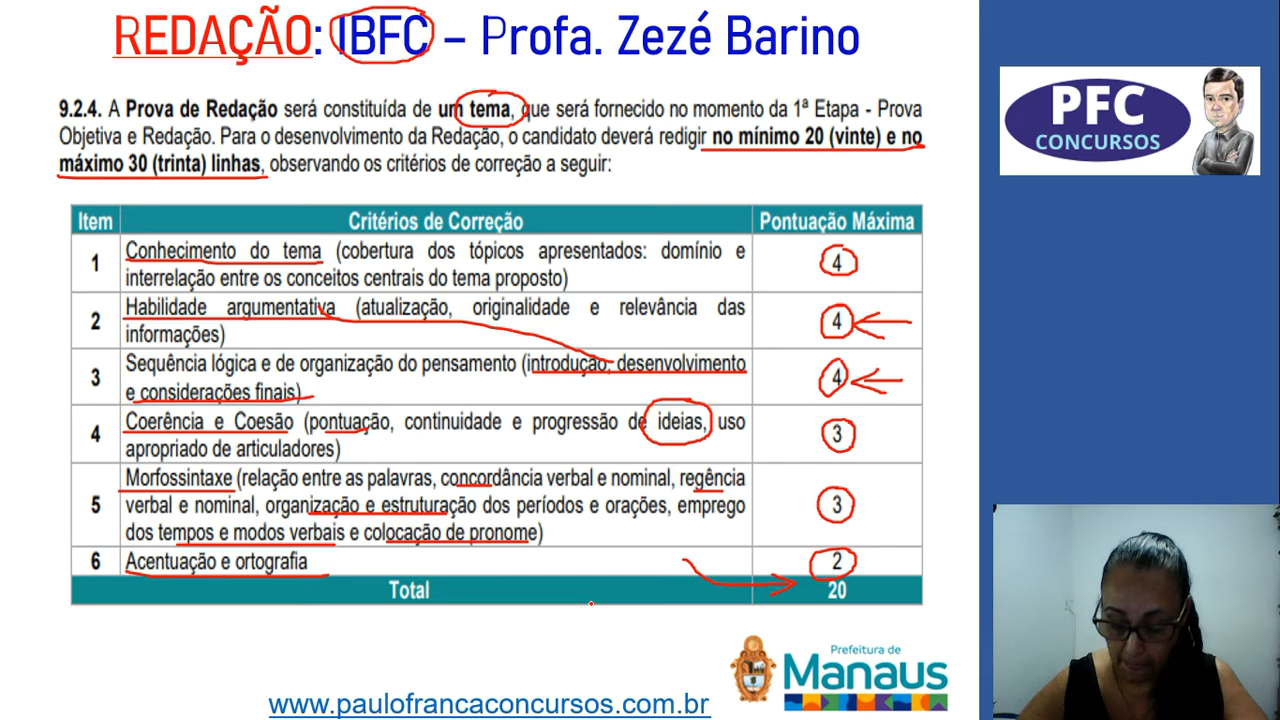 REDAÇÃO: IBFC – Profa. Zezé Barino
9.2.4. A Prova de Redação será constituída de um tema, que será fornecido no momento da 1ª Etapa - Prova
Objetiva e Redação. Para o desenvolvimento da Redação, o candidato deverá redigir no mínimo 20 (vinte) e no
máximo 30 (trinta) linhas, observando os critérios de correção a seguir:
PFC
CONCURSOS
Item Critérios de Correção Pontuação Máxima
1 Conhecimento do tema (cobertura dos tópicos apresentados: domínio e
interrelação entre os conceitos centrais do tema proposto) 4
2 Habilidade argumentativa (atualização, originalidade e relevância das
informações) 4
3 Sequência lógica e de organização do pensamento (introdução, desenvolvimento
e considerações finais) 4
4 Coerência e Coesão (pontuação, continuidade e progressão de ideias, uso
apropriado de articuladores) 3
5 Morfossintaxe (relação entre as palavras, concordância verbal e nominal, regência
verbal e nominal, organização e estruturação dos períodos e orações, emprego
dos tempos e modos verbais e colocação de pronome) 3
6 Acentuação e ortografia 2
Total 20
Prefeitura de
Manaus
www.paulofrancaconcursos.com.br